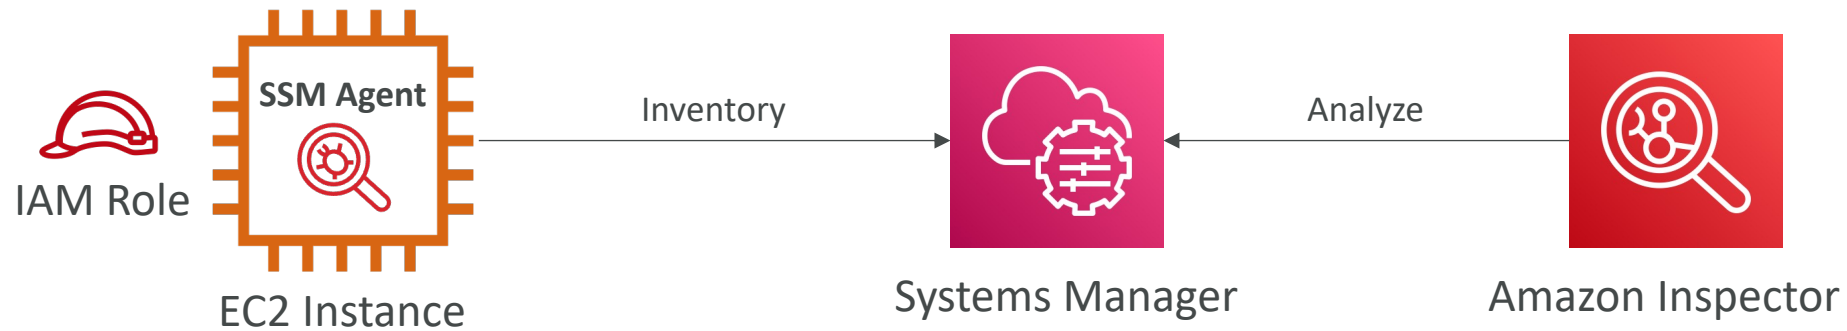 SSM Agent
IAM Role
EC2 Instance
Inventory
Systems Manager
Analyze
Amazon Inspector